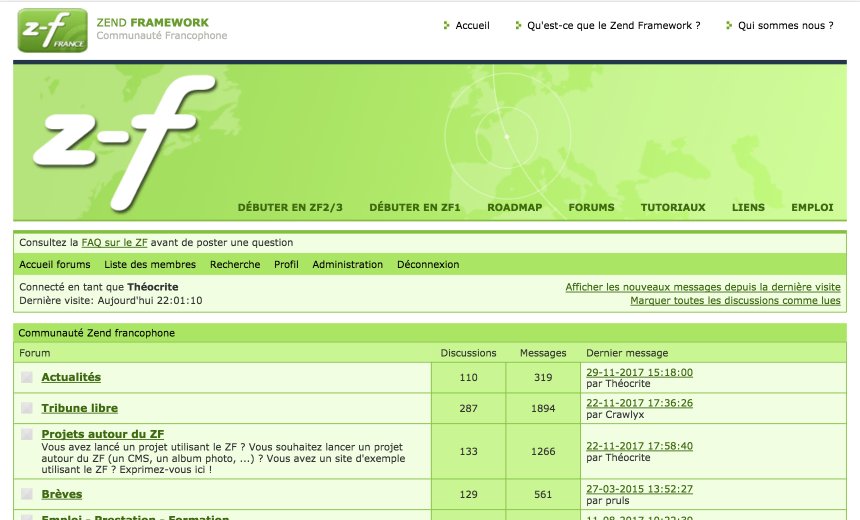 z-f FRANCE
ZEND FRAMEWORK
Communauté Francophone
Accueil Qu'est-ce que le Zend Framework ? Qui sommes nous ?
z-f
DÉBUTER EN ZF2/3 DÉBUTER EN ZF1 ROADMAP FORUMS TUTORIAUX LIENS EMPLOI
Consultez la FAQ sur le ZF avant de poster une question
Accueil forums Liste des membres Recherche Profil Administration Déconnexion
Connecté en tant que Théocrite
Dernière visite: Aujourd'hui 22:01:10
Afficher les nouveaux messages depuis la dernière visite
Marquer toutes les discussions comme lues
Communauté Zend francophone
Forum Discussions Messages Dernier message
Actualités 110 319 29-11-2017 15:18:00
par Théocrite
Tribune libre 287 1894 22-11-2017 17:36:26
par Crawlyx
Projets autour du ZF
Vous avez lancé un projet utilisant le ZF ? Vous souhaitez lancer un projet
autour du ZF (un CMS, un album photo, ...) ? Vous avez un site d'exemple
utilisant le ZF ? Exprimez-vous ici !
133 1266 22-11-2017 17:58:40
par Théocrite
Brèves 129 561 27-03-2015 13:52:27
par pruls
Emploi - Prestation - Formation